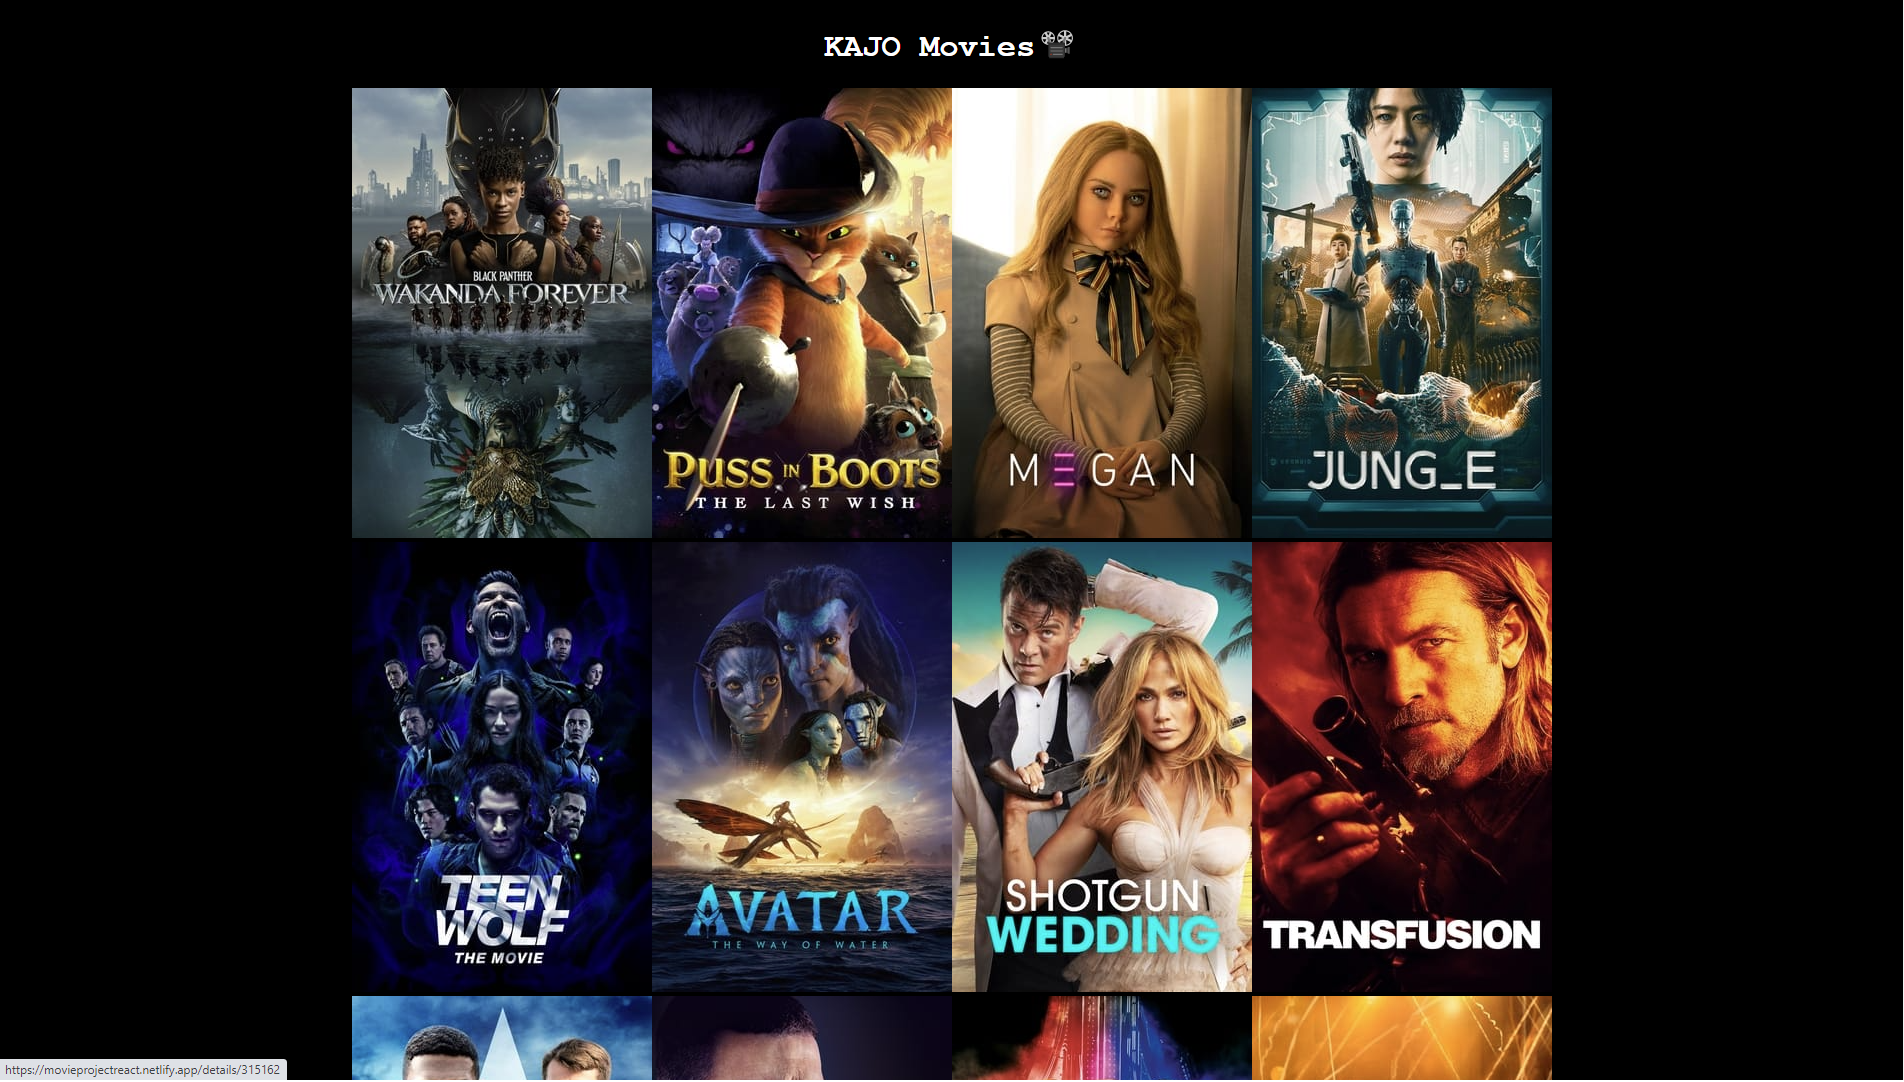 KAJO Movies
BLACK PANTHER
WAKANDA FOREVER
PUSS IN BOOTS
THE LAST WISH
M3GAN
JUNG_E
TEEN
WOLF
THE MOVIE
AVATAR
THE WAY OF WATER
SHOTGUN
WEDDING
TRANSFUSION
https://movieprojectreact.netlify.app/details/315162